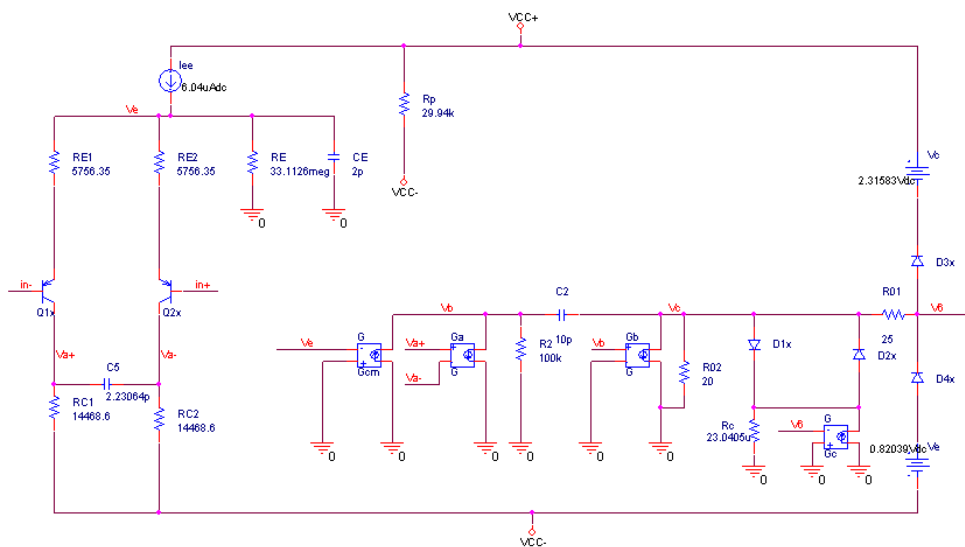 VCC+
Iee
6.04uAdc
Ve
Rp
29.94k
VCC-
RE1
5756.35
RE2
5756.35
RE
33.1126meg
CE
2p
0
0
Vc
2.31583Vdc
D3x
in-
Q1x
in+
Q2x
Va+
Va-
C5
2.23064p
RC1
14468.6
RC2
14468.6
Vb
C2
10p
Vc
R01
25
V6
Ve
G
Gcm
Va+
Va-
Ga
G
R2
100k
Vb
Gb
G
R02
20
D1x
D2x
D4x
Rc
23.0405u
V6
G
Gc
0.82039Vdc
Ve
0
0
0
0
0
0
0
0
0
VCC-